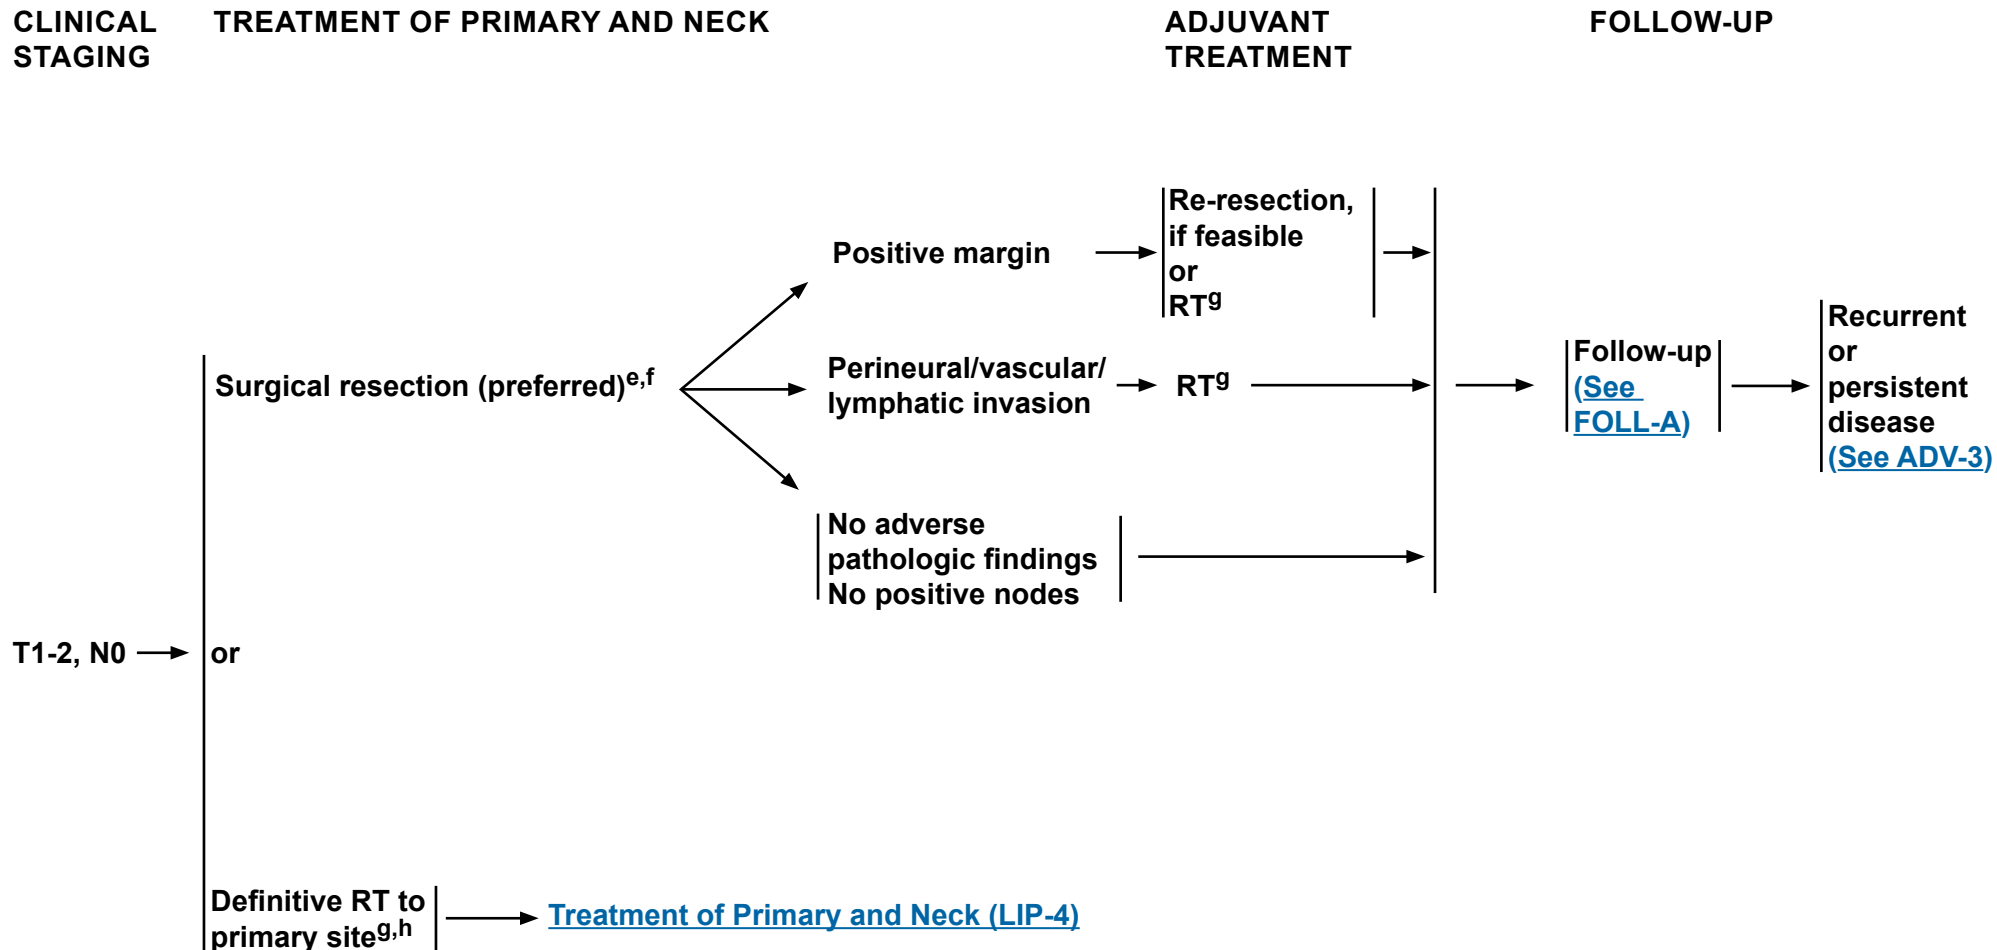 CLINICAL
STAGING
TREATMENT OF PRIMARY AND NECK
ADJUVANT
TREATMENT
FOLLOW-UP
T1-2, N0
Surgical resection (preferred)e,f
or
Definitive RT to
primary siteg,h
Treatment of Primary and Neck (LIP-4)
Positive margin
Re-resection,
if feasible
or
RTg
Perineural/vascular/
lymphatic invasion
RTg
No adverse
pathologic findings
No positive nodes
Follow-up
(See
FOLL-A)
Recurrent
or
persistent
disease
(See ADV-3)